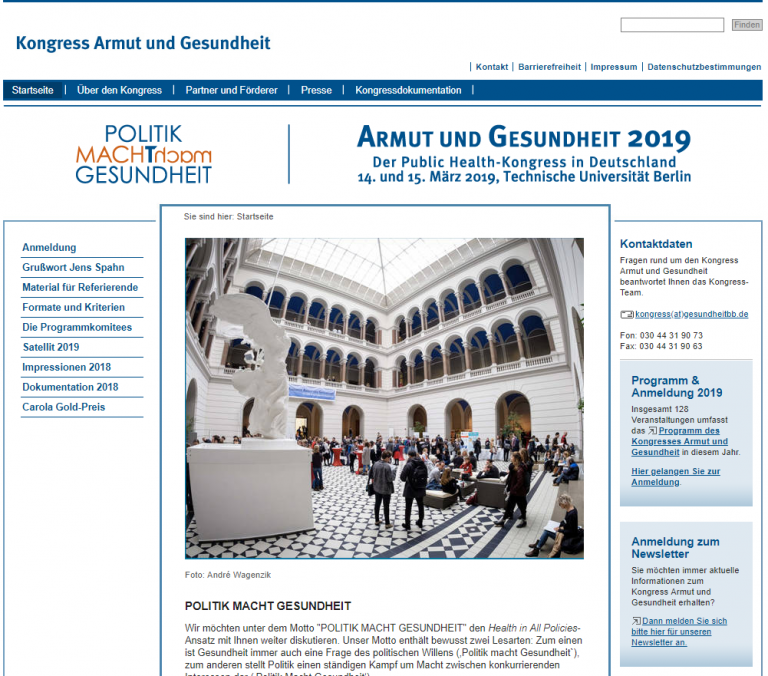 Finden
Kongress Armut und Gesundheit
| Kontakt | Barrierefreiheit | Impressum | Datenschutzbestimmungen
Startseite | Über den Kongress | Partner und Förderer | Presse | Kongressdokumentation |
POLITIK
MACHT macht
GESUNDHEIT
ARMUT UND GESUNDHEIT 2019
Der Public Health-Kongress in Deutschland
14. und 15. März 2019, Technische Universität Berlin
Sie sind hier: Startseite
Anmeldung
Grußwort Jens Spahn
Material für Referierende
Formate und Kriterien
Die Programmkomitees
Satellit 2019
Impressionen 2018
Dokumentation 2018
Carola Gold-Preis
Foto: André Wagenzik
POLITIK MACHT GESUNDHEIT
Wir möchten unter dem Motto "POLITIK MACHT GESUNDHEIT" den Health in All Policies-
Ansatz mit Ihnen weiter diskutieren. Unser Motto enthält bewusst zwei Lesarten: Zum einen
ist Gesundheit immer auch eine Frage des politischen Willens (‚Politik macht Gesundheit`),
zum anderen stellt Politik einen ständigen Kampf um Macht zwischen konkurrierenden
Interessen dar (‚Politik Macht Gesundheit`).
Kontaktdaten
Fragen rund um den Kongress
Armut und Gesundheit
beantwortet Ihnen das Kongress-
Team.
kongress(at)gesundheitbb.de
Fon: 030 44 31 90 73
Fax: 030 44 31 90 63
Programm &
Anmeldung 2019
Insgesamt 128
Veranstaltungen umfasst
das Programm des
Kongresses Armut und
Gesundheit in diesem Jahr.
Hier gelangen Sie zur
Anmeldung.
Anmeldung zum
Newsletter
Sie möchten immer aktuelle
Informationen zum
Kongress Armut und
Gesundheit erhalten?
Dann melden Sie sich
bitte hier für unseren
Newsletter an.